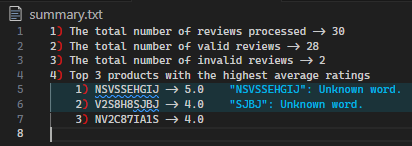 summary.txt
1 1) The total number of reviews processed -> 30
2 2) The total number of valid reviews -> 28
3 3) The total number of invalid reviews -> 2
4 4) Top 3 products with the highest average ratings
5 1) NSVSSEHGIJ -> 5.0 "NSVSSEHGIJ": Unknown word.
6 2) V2S8H8SJBJ -> 4.0 "SJBJ": Unknown word.
7 3) NV2C87IA1S -> 4.0
8